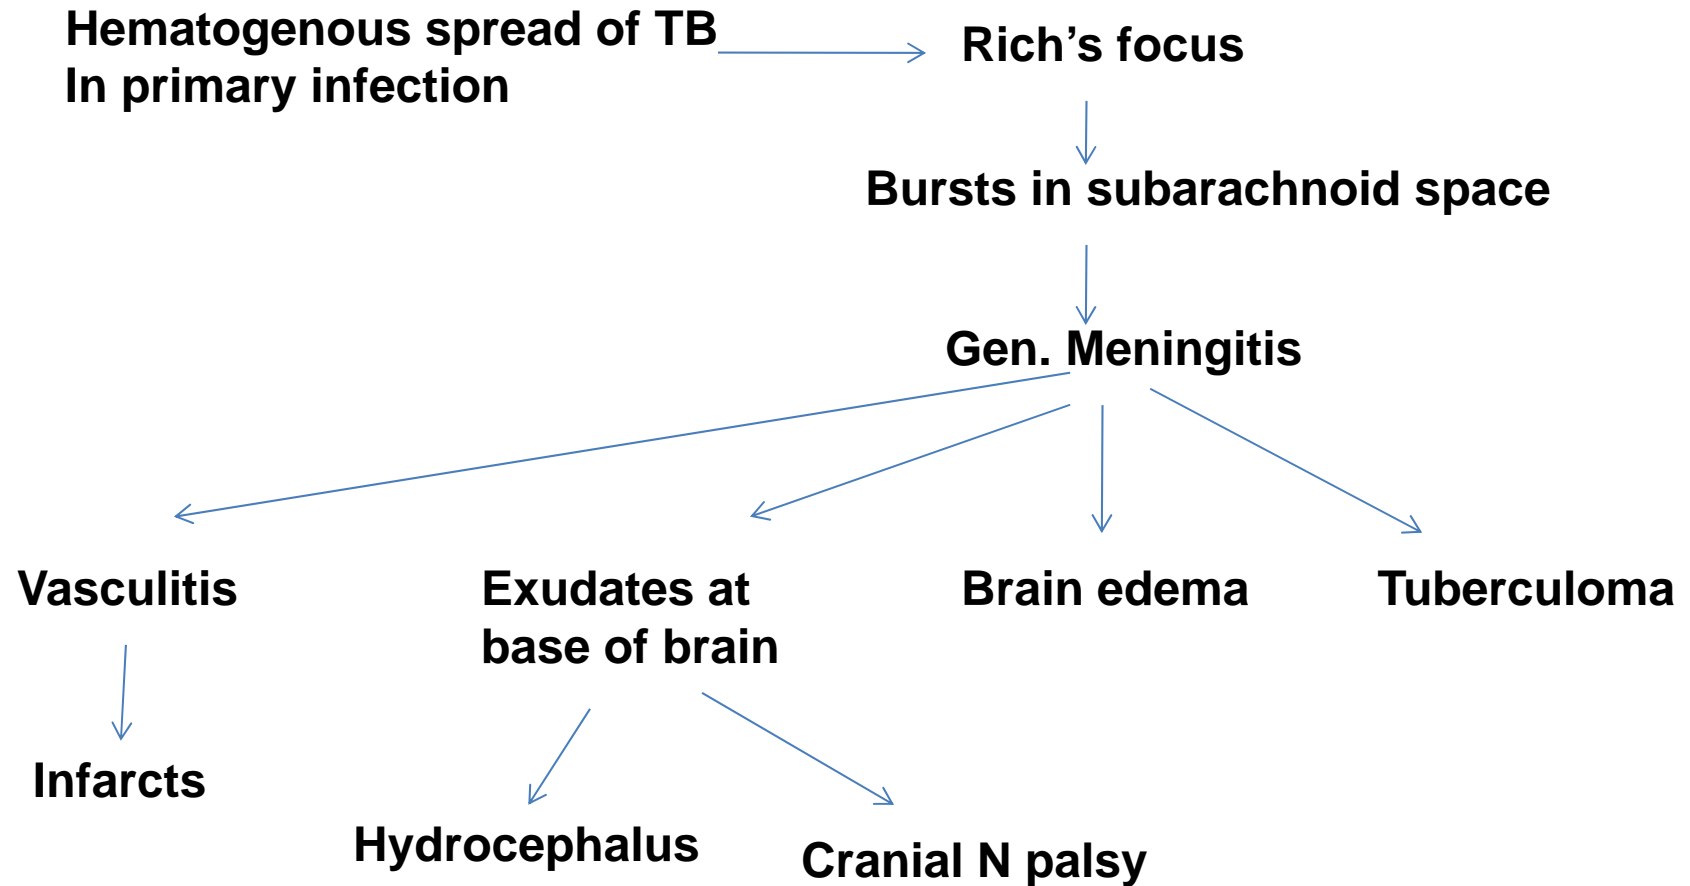 Hematogenous spread of TB
In primary infection
Rich’s focus
Bursts in subarachnoid space
Gen. Meningitis
Vasculitis
Exudates at
base of brain
Brain edema
Tuberculoma
Infarcts
Hydrocephalus
Cranial N palsy